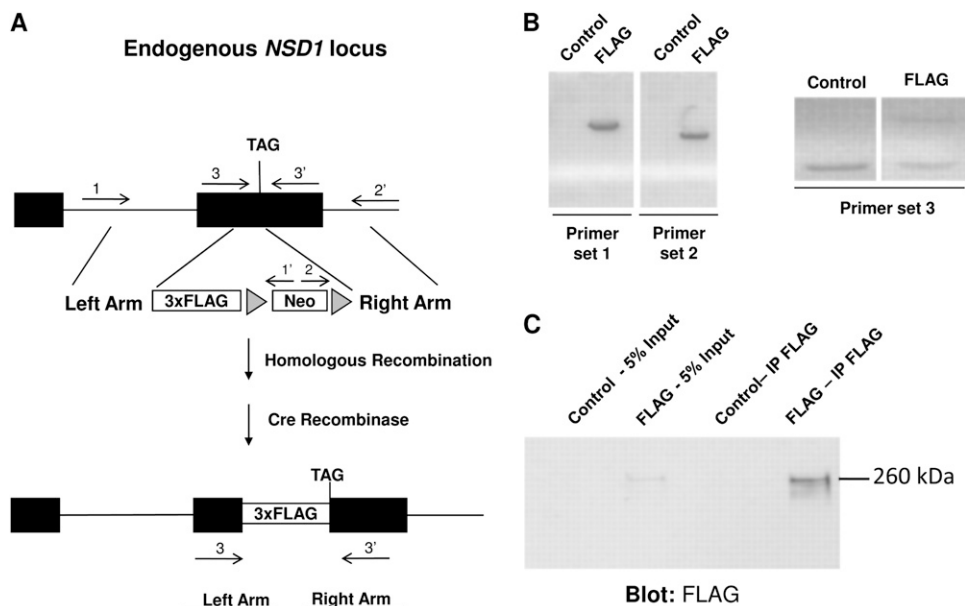 A
Endogenous NSD1 locus
TAG
1
3
3'
2'
1'
2
Left Arm
3xFLAG
Neo
Right Arm
Homologous Recombination
Cre Recombinase
TAG
3xFLAG
3
3'
Left Arm
Right Arm
B
Control
FLAG
Control
FLAG
Primer
set 1
Primer
set 2
Control
FLAG
Primer set 3
C
Control - 5% Input
FLAG - 5% Input
Control– IP FLAG
FLAG – IP FLAG
260 kDa
Blot: FLAG